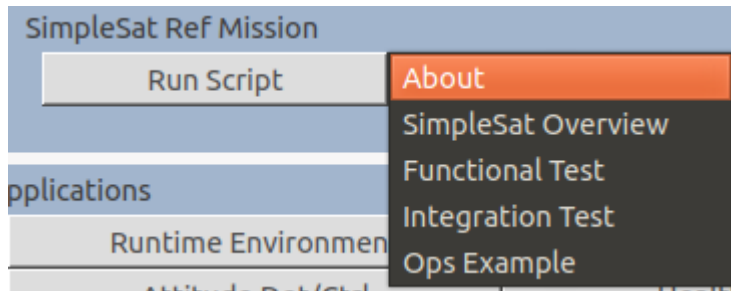 SimpleSat Ref Mission
Run Script
About
SimpleSat Overview
Functional Test
pplications
Integration Test
Runtime Environmen
Ops Example